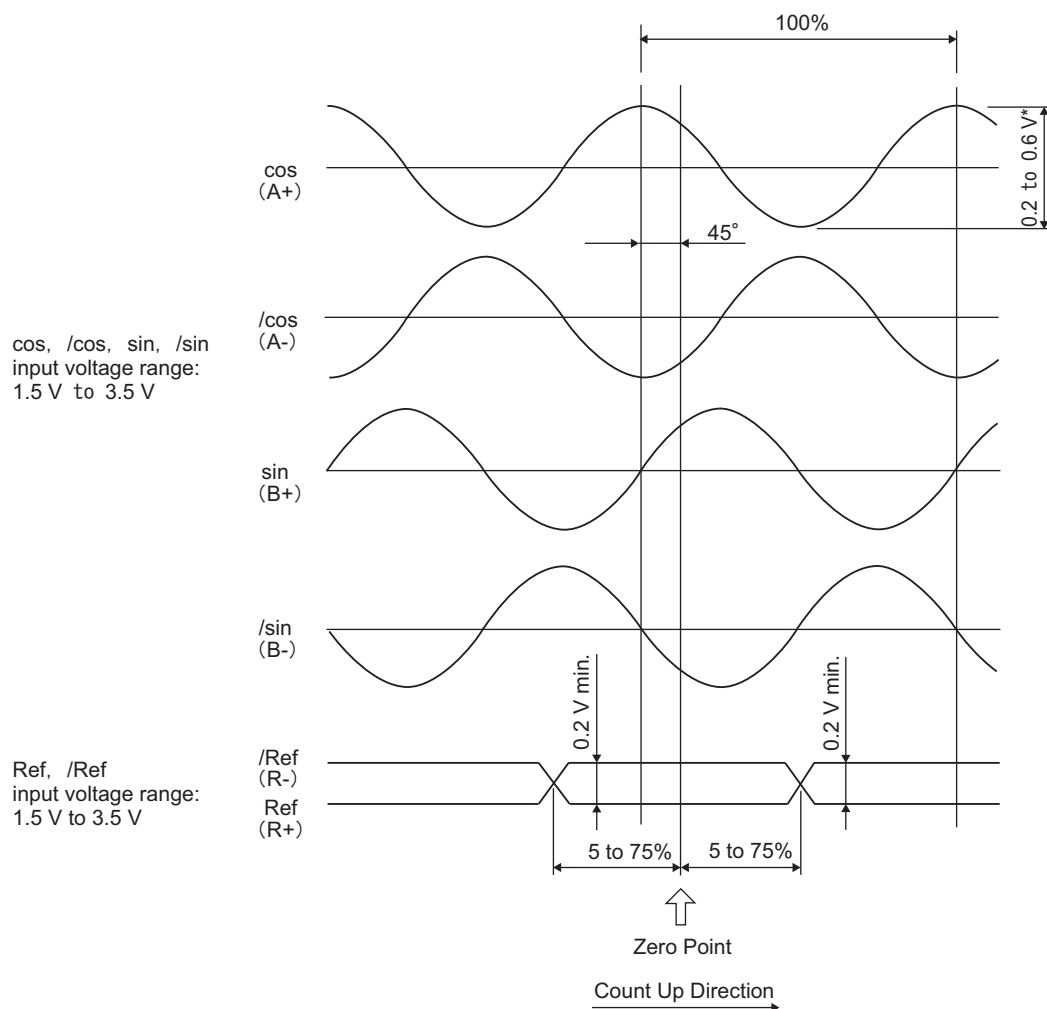 100%
cos
（A+）
0.2 to 0.6 V*
45°
/cos
（A-）
cos, /cos, sin, /sin
input voltage range:
1.5 V to 3.5 V
sin
（B+）
/sin
（B-）
0.2 V min.
0.2 V min.
/Ref
（R-）
Ref, /Ref
input voltage range:
1.5 V to 3.5 V
Ref
（R+）
5 to 75%
5 to 75%
Zero Point
Count Up Direction